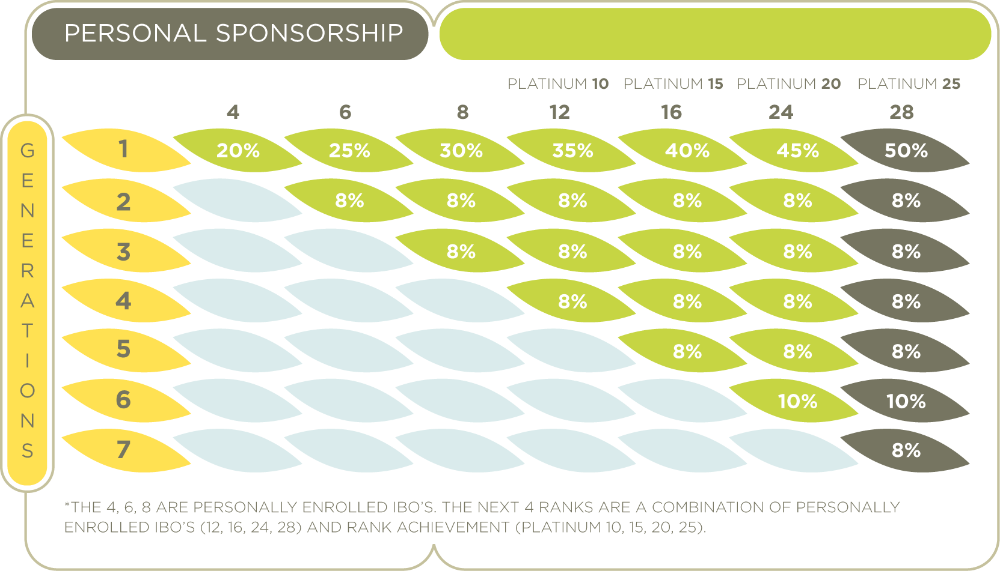 PERSONAL SPONSORSHIP
PLATINUM 10 PLATINUM 15 PLATINUM 20 PLATINUM 25
4 6 8 12 16 24 28
GENERATIONS
1 20% 25% 30% 35% 40% 45% 50%
2 8% 8% 8% 8% 8% 8%
3 8% 8% 8% 8% 8%
4 8% 8% 8% 8%
5 8% 8% 8%
6 10% 10%
7 8%
*THE 4, 6, 8 ARE PERSONALLY ENROLLED IBO’S. THE NEXT 4 RANKS ARE A COMBINATION OF PERSONALLY
ENROLLED IBO’S (12, 16, 24, 28) AND RANK ACHIEVEMENT (PLATINUM 10, 15, 20, 25).